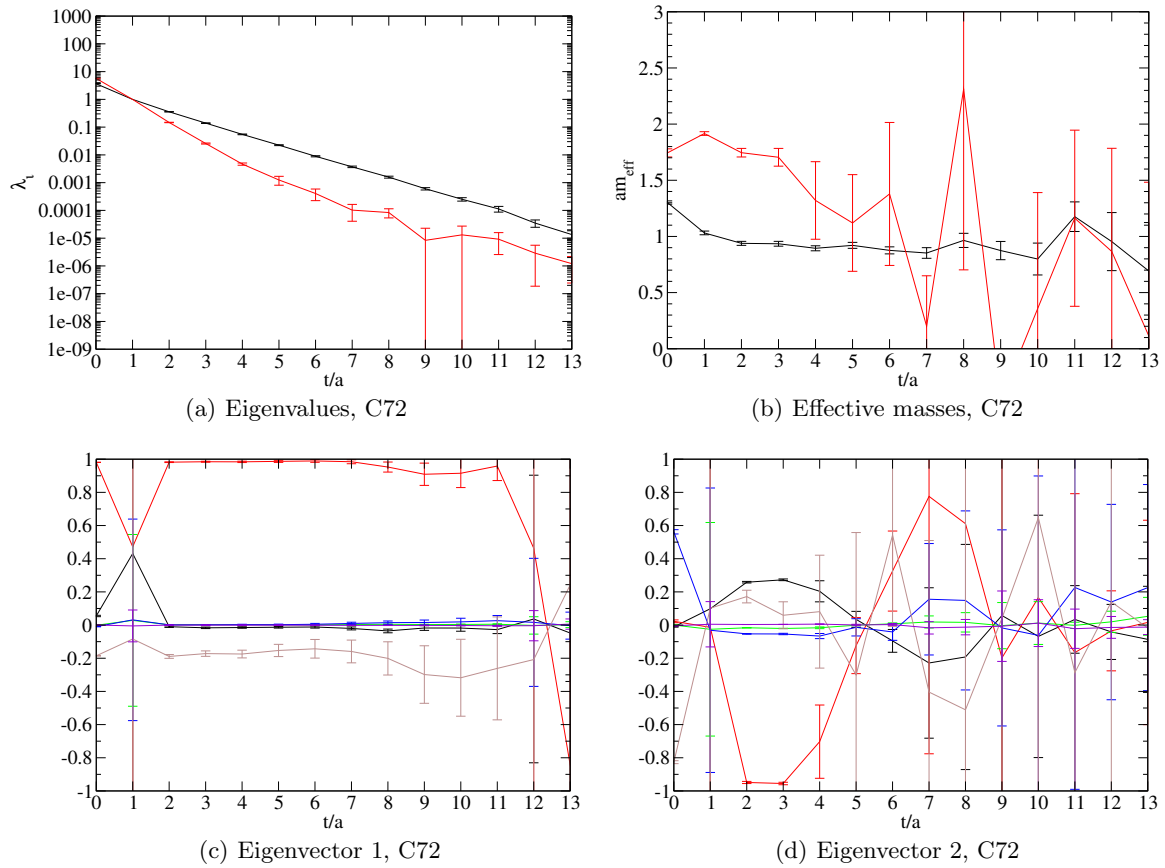 1000
100
10
1
0.1
0.01
0.001
0.0001
1e-05
1e-06
1e-07
1e-08
1e-09
λι
0 1 2 3 4 5 6 7 8 9 10 11 12 13
t/a
(a) Eigenvalues, C72
3
2.5
2
1.5
1
0.5
0
am_eff
0 1 2 3 4 5 6 7 8 9 10 11 12 13
t/a
(b) Effective masses, C72
1
0.8
0.6
0.4
0.2
0
-0.2
-0.4
-0.6
-0.8
-1
0 1 2 3 4 5 6 7 8 9 10 11 12 13
t/a
(c) Eigenvector 1, C72
1
0.8
0.6
0.4
0.2
0
-0.2
-0.4
-0.6
-0.8
-1
0 1 2 3 4 5 6 7 8 9 10 11 12 13
t/a
(d) Eigenvector 2, C72